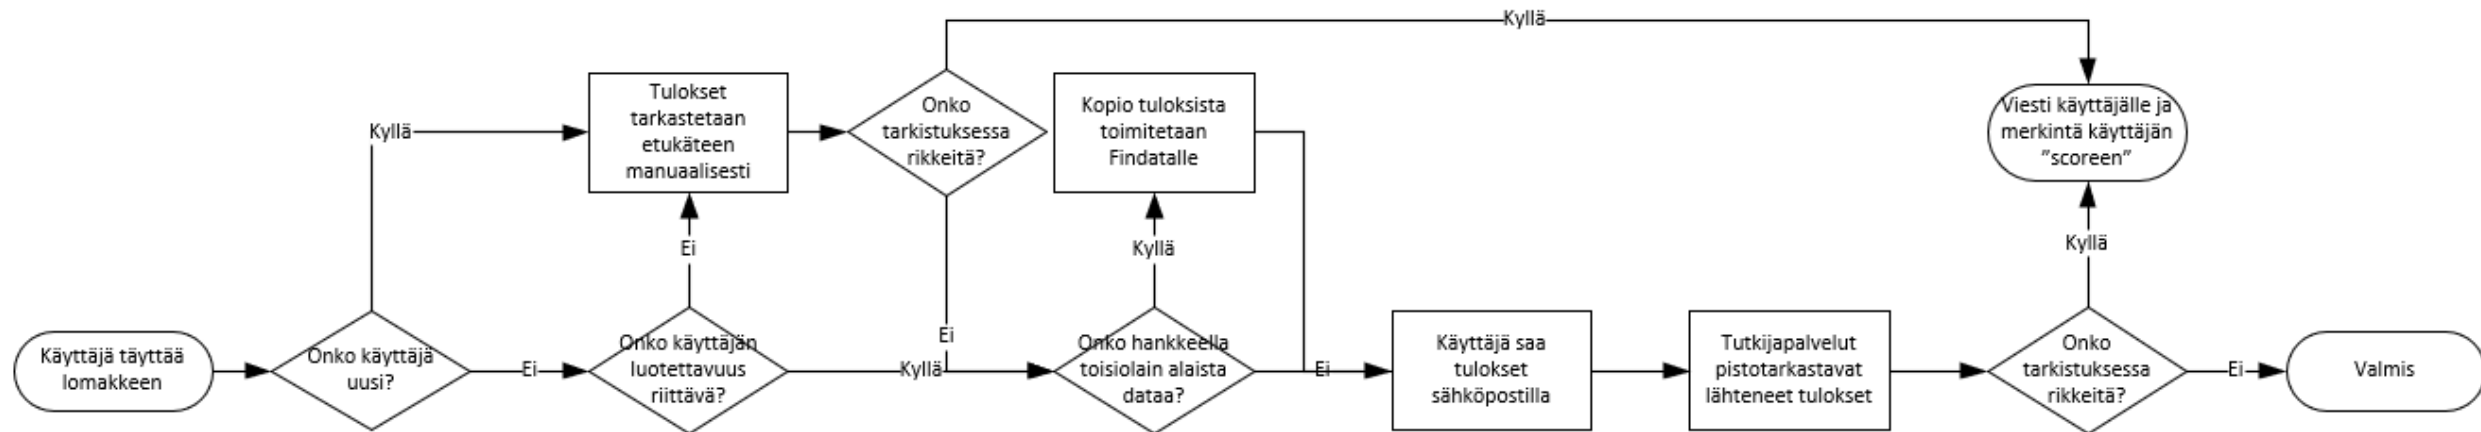 Kyllä
Tulokset
tarkastetaan
etukäteen
manuaalisesti
Onko
tarkistuksessa
rikkeitä?
Kopio tuloksista
toimitetaan
Findatalle
Viesti käyttäjälle ja
merkintä käyttäjän
”scoreen”
Kyllä
Ei
Kyllä
Kyllä
Käyttäjä täyttää
lomakkeen
Onko käyttäjä
uusi?
Ei
Onko käyttäjän
luotettavuus
riittävä?
Kyllä
Ei
Onko hankkeella
toisiolain alaista
dataa?
Ei
Käyttäjä saa
tulokset
sähköpostilla
Tutkijapalvelut
pistotarkastavat
lähteneet tulokset
Onko
tarkistuksessa
rikkeitä?
Ei
Valmis